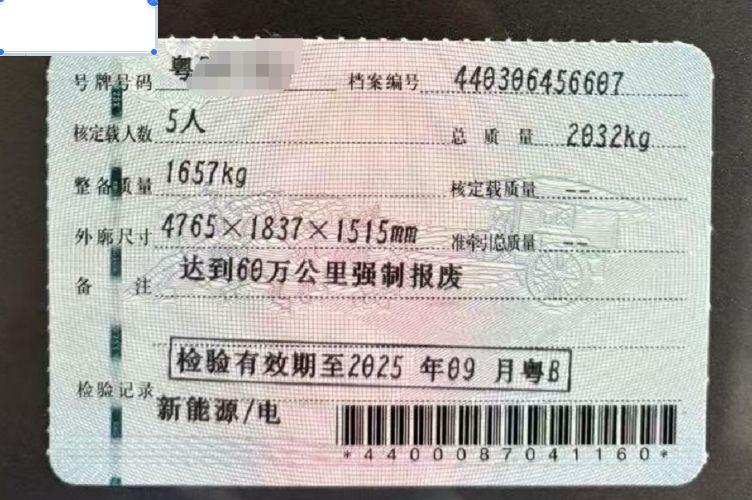 号牌号码 粤 档案编号 440306456607
核定载人数 5人 总质量 2032kg
整备质量 1657kg 核定载质量 --
外廓尺寸 4765×1837×1515mm 准牵引总质量 --
备注 达到60万公里强制报废
检验有效期至2025 年09 月粤B
检验记录 新能源/电
*4400087041160*